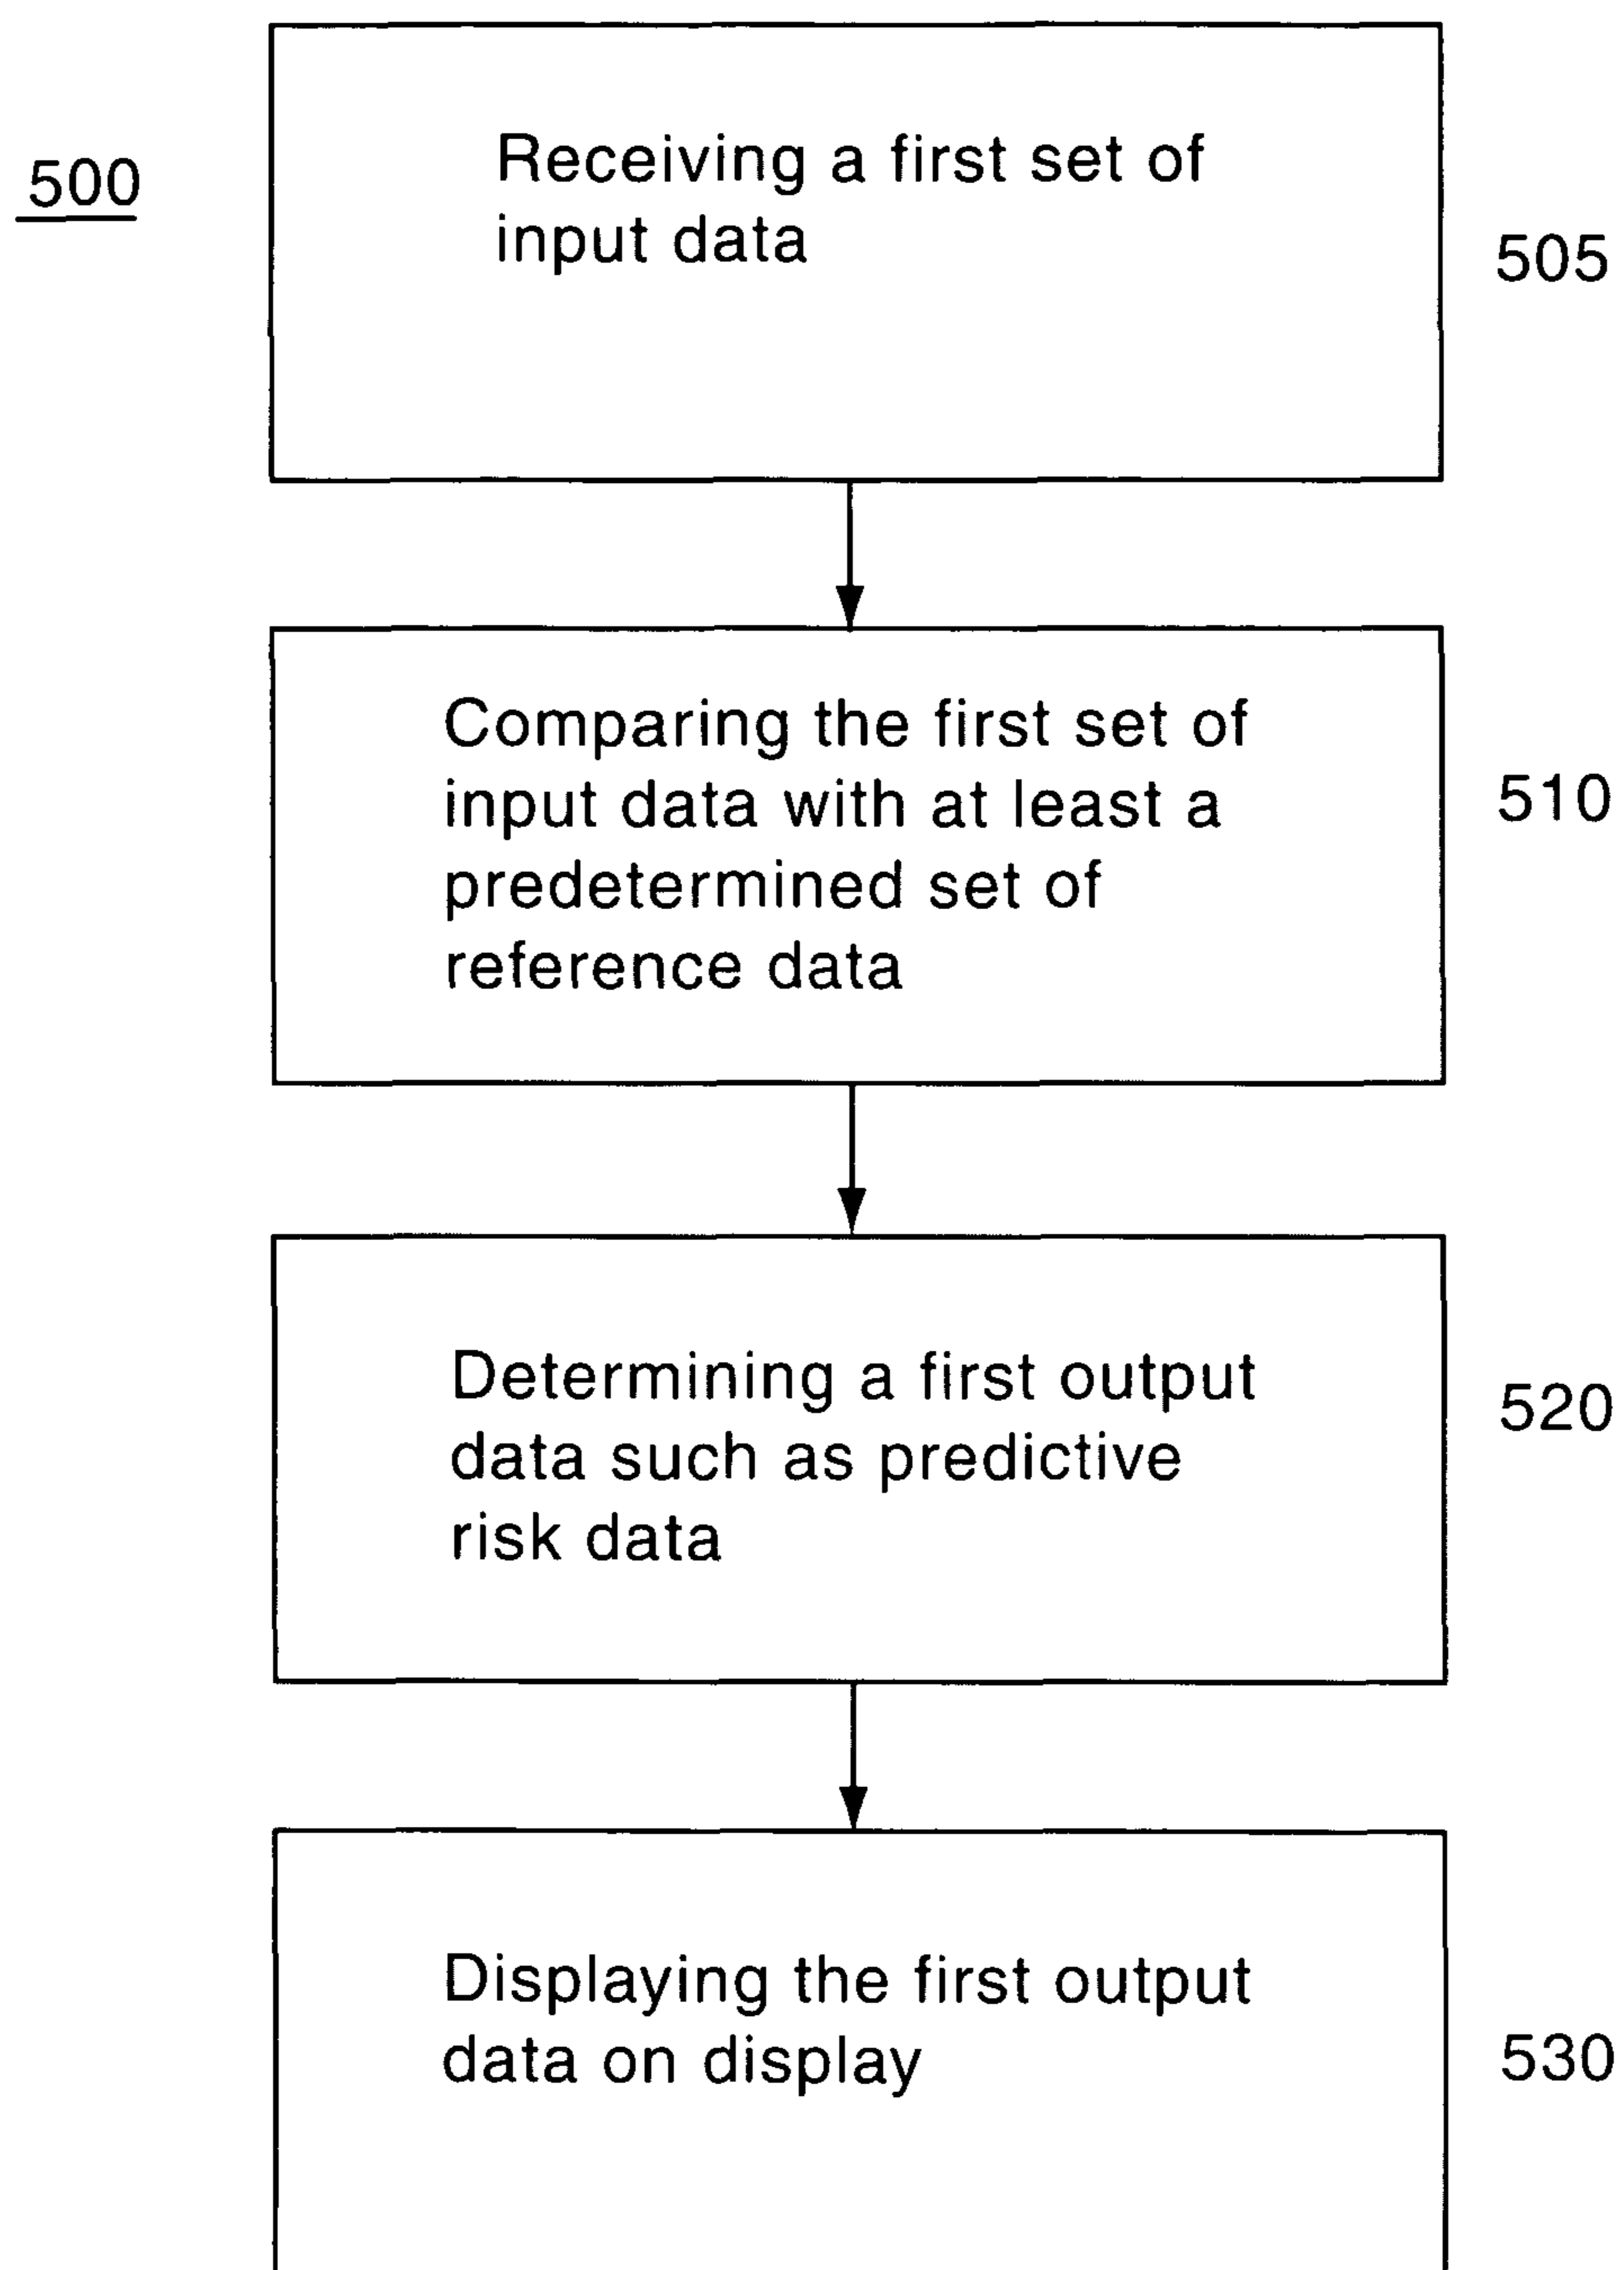 500
Receiving a first set of
input data
505
Comparing the first set of
input data with at least a
predetermined set of
reference data
510
Determining a first output
data such as predictive
risk data
520
Displaying the first output
data on display
530